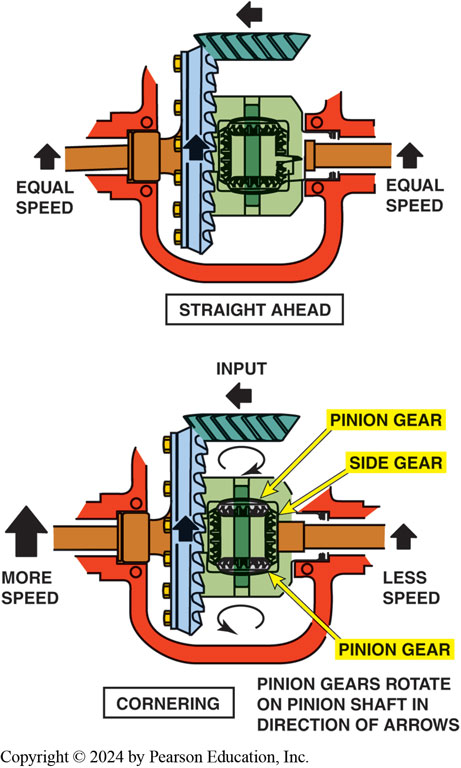 EQUAL
SPEED
EQUAL
SPEED
STRAIGHT AHEAD
INPUT
PINION GEAR
SIDE GEAR
MORE
SPEED
LESS
SPEED
PINION GEAR
CORNERING
PINION GEARS ROTATE
ON PINION SHAFT IN
DIRECTION OF ARROWS
Copyright © 2024 by Pearson Education, Inc.